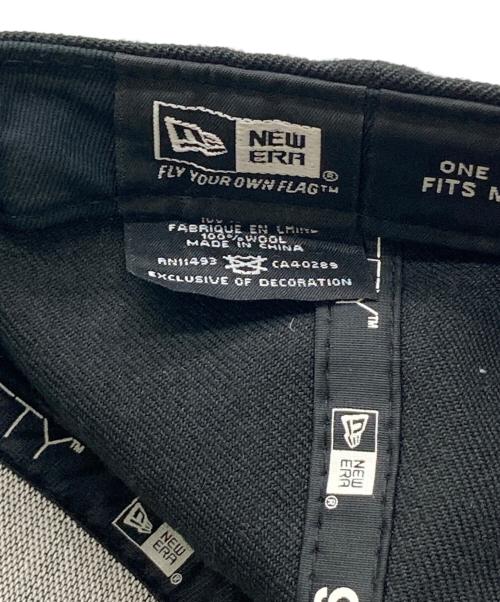 NEW
ERA
®
FLY YOUR OWN FLAG™
ONE
FITS
FABRIQUE EN CHINE
100% WOOL
MADE IN CHINA
RN11493 CA40289
EXCLUSIVE OF DECORATION
TY™
NEW
ERA
®
NEW
ERA
®